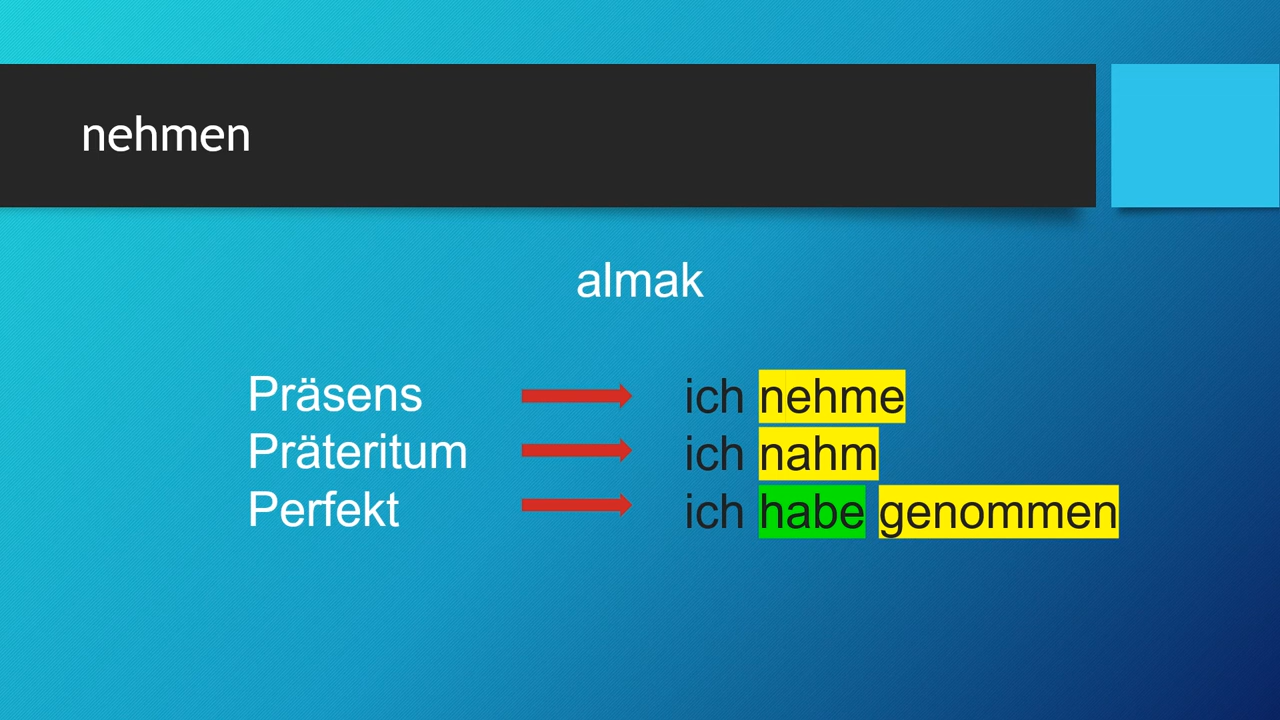 nehmen
almak
Präsens ich nehme
Präteritum ich nahm
Perfekt ich habe genommen